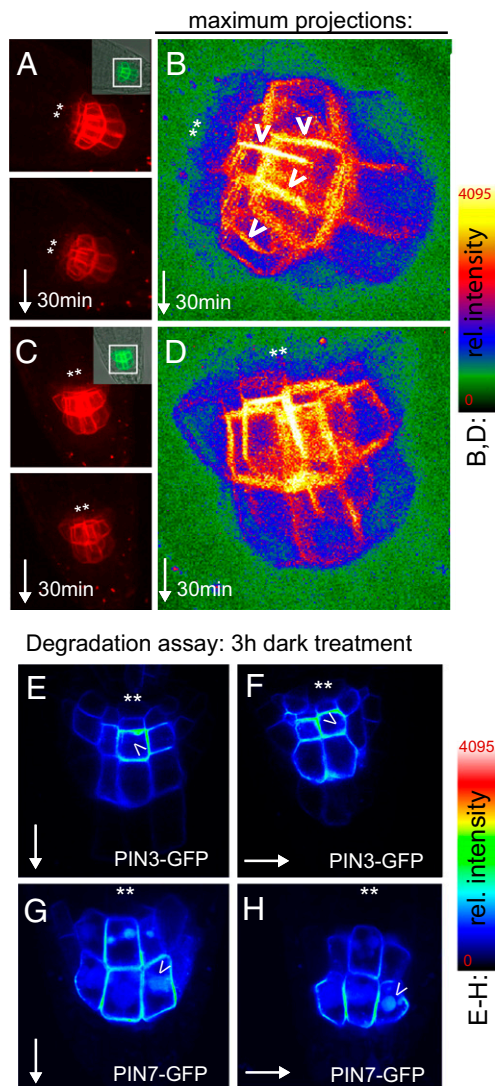 maximum projections:
A
**
30min
**
B
**
30min
C
**
30min
**
D
**
30min
4095
rel. intensity
0
B,D:
Degradation assay: 3h dark treatment
E
**
PIN3-GFP
F
**
PIN3-GFP
G
**
PIN7-GFP
H
**
PIN7-GFP
4095
rel. intensity
0
E-H: